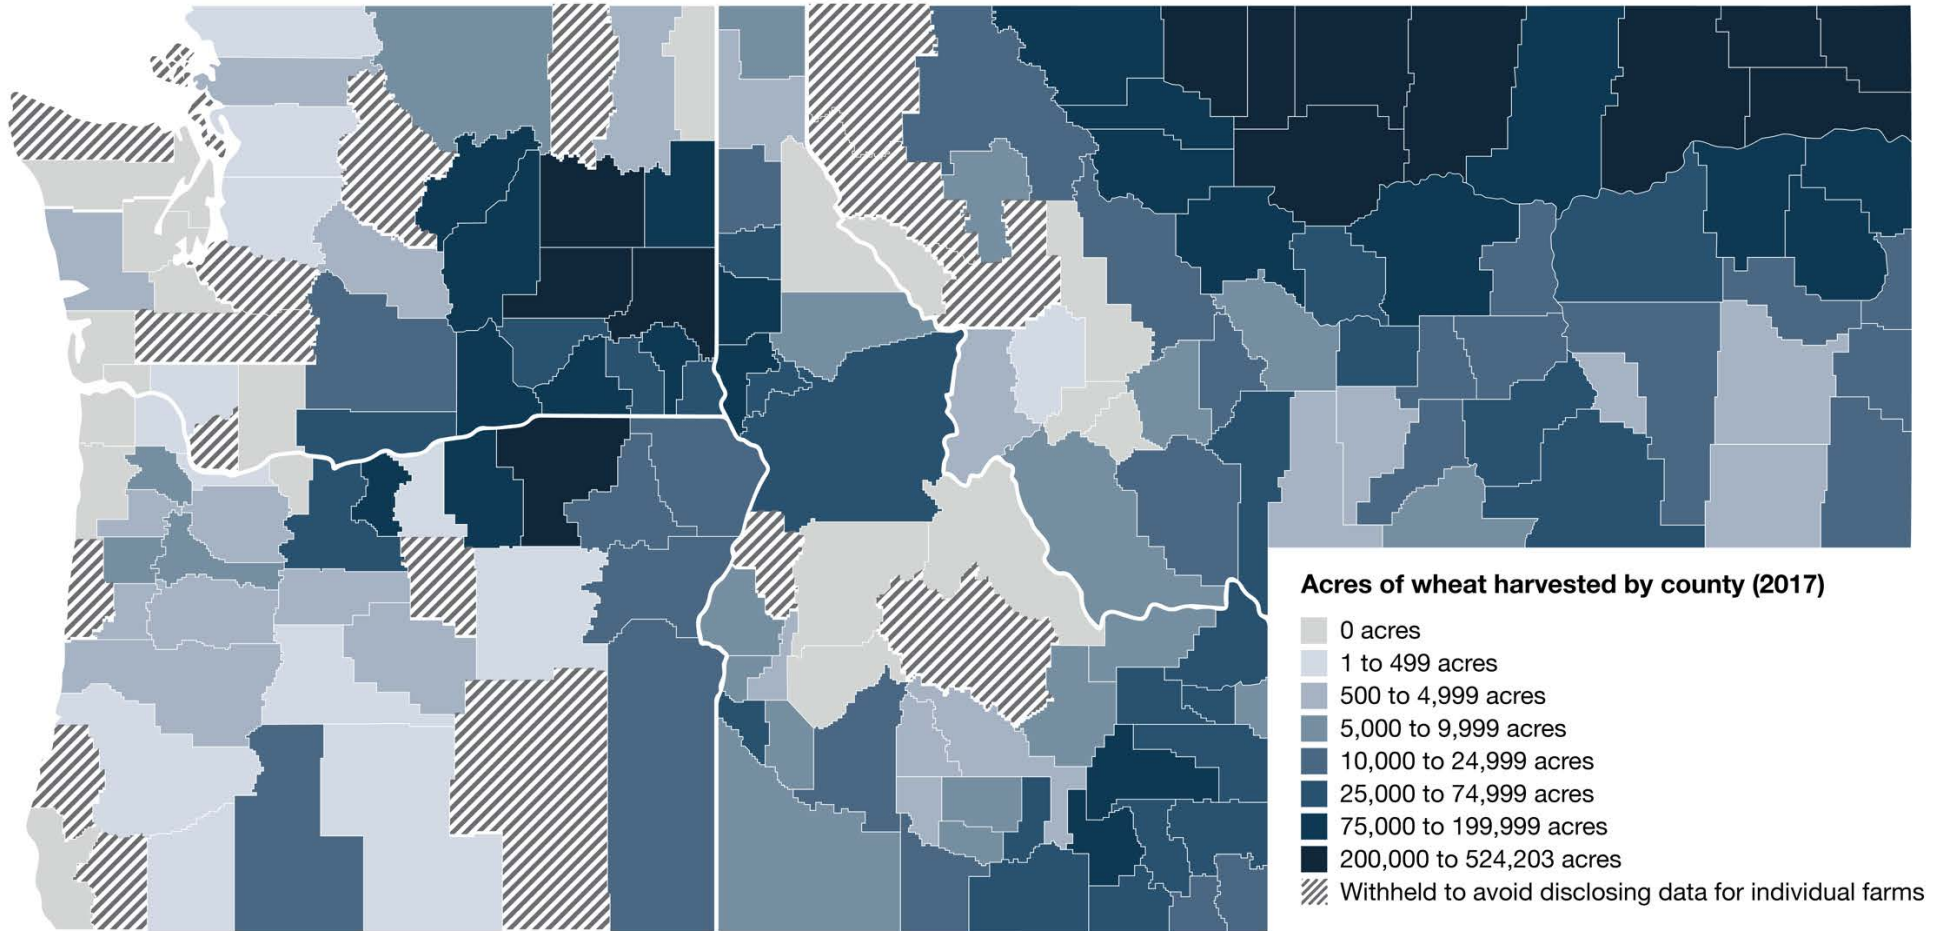 Acres of wheat harvested by county (2017)
0 acres
1 to 499 acres
500 to 4,999 acres
5,000 to 9,999 acres
10,000 to 24,999 acres
25,000 to 74,999 acres
75,000 to 199,999 acres
200,000 to 524,203 acres
Withheld to avoid disclosing data for individual farms